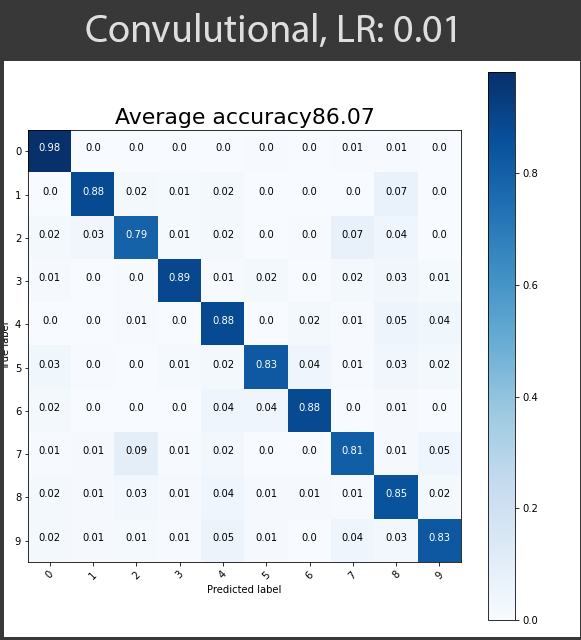 Convulutional, LR: 0.01
Average accuracy86.07
0 0.98 0.0 0.0 0.0 0.0 0.0 0.0 0.01 0.01 0.0
1 0.0 0.88 0.02 0.01 0.02 0.0 0.0 0.0 0.07 0.0
2 0.02 0.03 0.79 0.01 0.02 0.0 0.0 0.07 0.04 0.0
3 0.01 0.0 0.0 0.89 0.01 0.02 0.0 0.02 0.03 0.01
4 0.0 0.0 0.01 0.0 0.88 0.0 0.02 0.01 0.05 0.04
5 0.03 0.0 0.0 0.01 0.02 0.83 0.04 0.01 0.03 0.02
6 0.02 0.0 0.0 0.0 0.04 0.04 0.88 0.0 0.01 0.0
7 0.01 0.01 0.09 0.01 0.02 0.0 0.0 0.81 0.01 0.05
8 0.02 0.01 0.03 0.01 0.04 0.01 0.01 0.01 0.85 0.02
9 0.02 0.01 0.01 0.01 0.05 0.01 0.0 0.04 0.03 0.83
0 1 2 3 4 5 6 7 8 9
Predicted label
True label
0.8
0.6
0.4
0.2
0.0